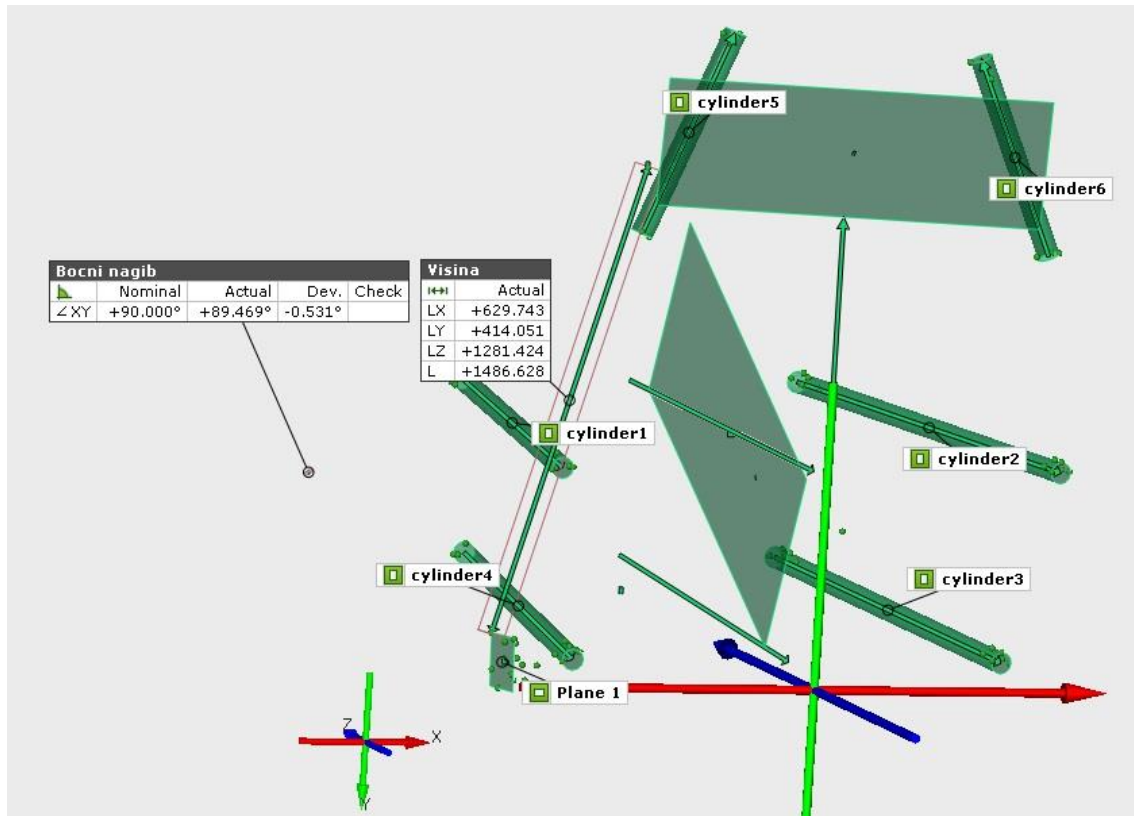 cylinder5
cylinder6
Bocni nagib
Nominal Actual Dev. Check
∠XY +90.000° +89.469° -0.531°
Visina
Actual
LX +629.743
LY +414.051
LZ +1281.424
L +1486.628
cylinder1
cylinder2
cylinder4
cylinder3
Plane 1
Z
X
Y